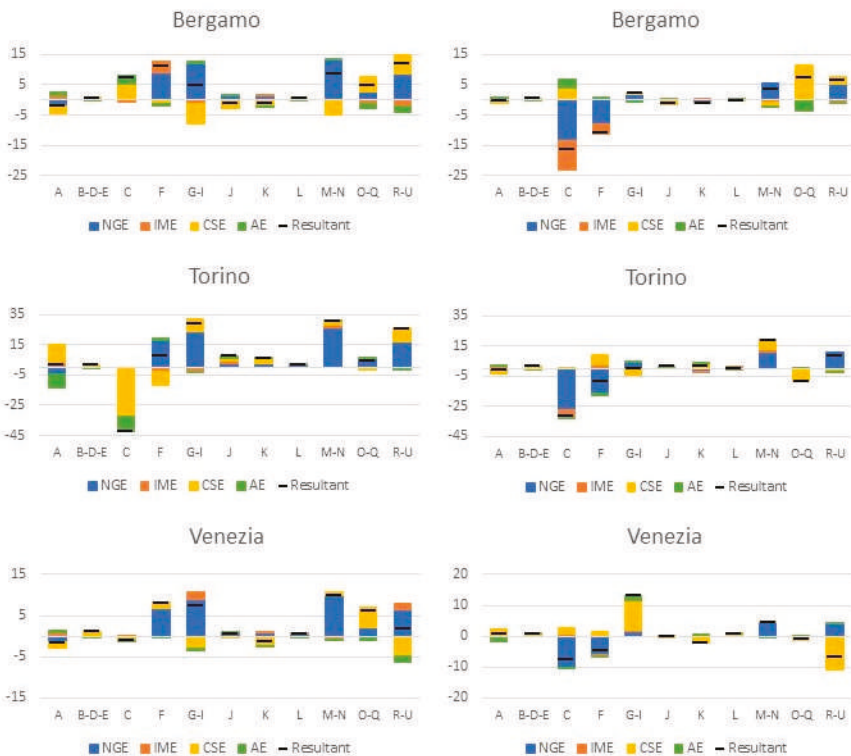 Bergamo
15
5
-5
-15
-25
A B-D-E C F G-I J K L M-N O-Q R-U
NGE IME CSE AE Resultant
Bergamo
15
5
-5
-15
-25
A B-D-E C F G-I J K L M-N O-Q R-U
NGE IME CSE AE Resultant
Torino
35
15
-5
-25
-45
A B-D-E C F G-I J K L M-N O-Q R-U
NGE IME CSE AE Resultant
Torino
35
15
-5
-25
-45
A B-D-E C F G-I J K L M-N O-Q R-U
NGE IME CSE AE Resultant
Venezia
15
5
-5
-15
A B-D-E C F G-I J K L M-N O-Q R-U
NGE IME CSE AE Resultant
Venezia
20
10
0
-10
-20
A B-D-E C F G-I J K L M-N O-Q R-U
NGE IME CSE AE Resultant